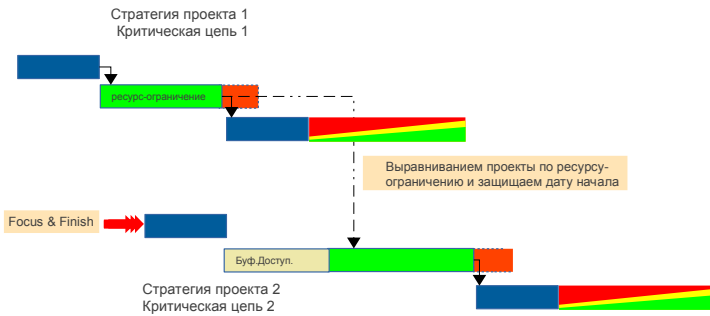 Стратегия проекта 1
Критическая цепь 1
ресурс-ограничение
Выравниванием проекты по ресурсу-
ограничению и защищаем дату начала
Focus & Finish
Буф.Доступ.
Стратегия проекта 2
Критическая цепь 2